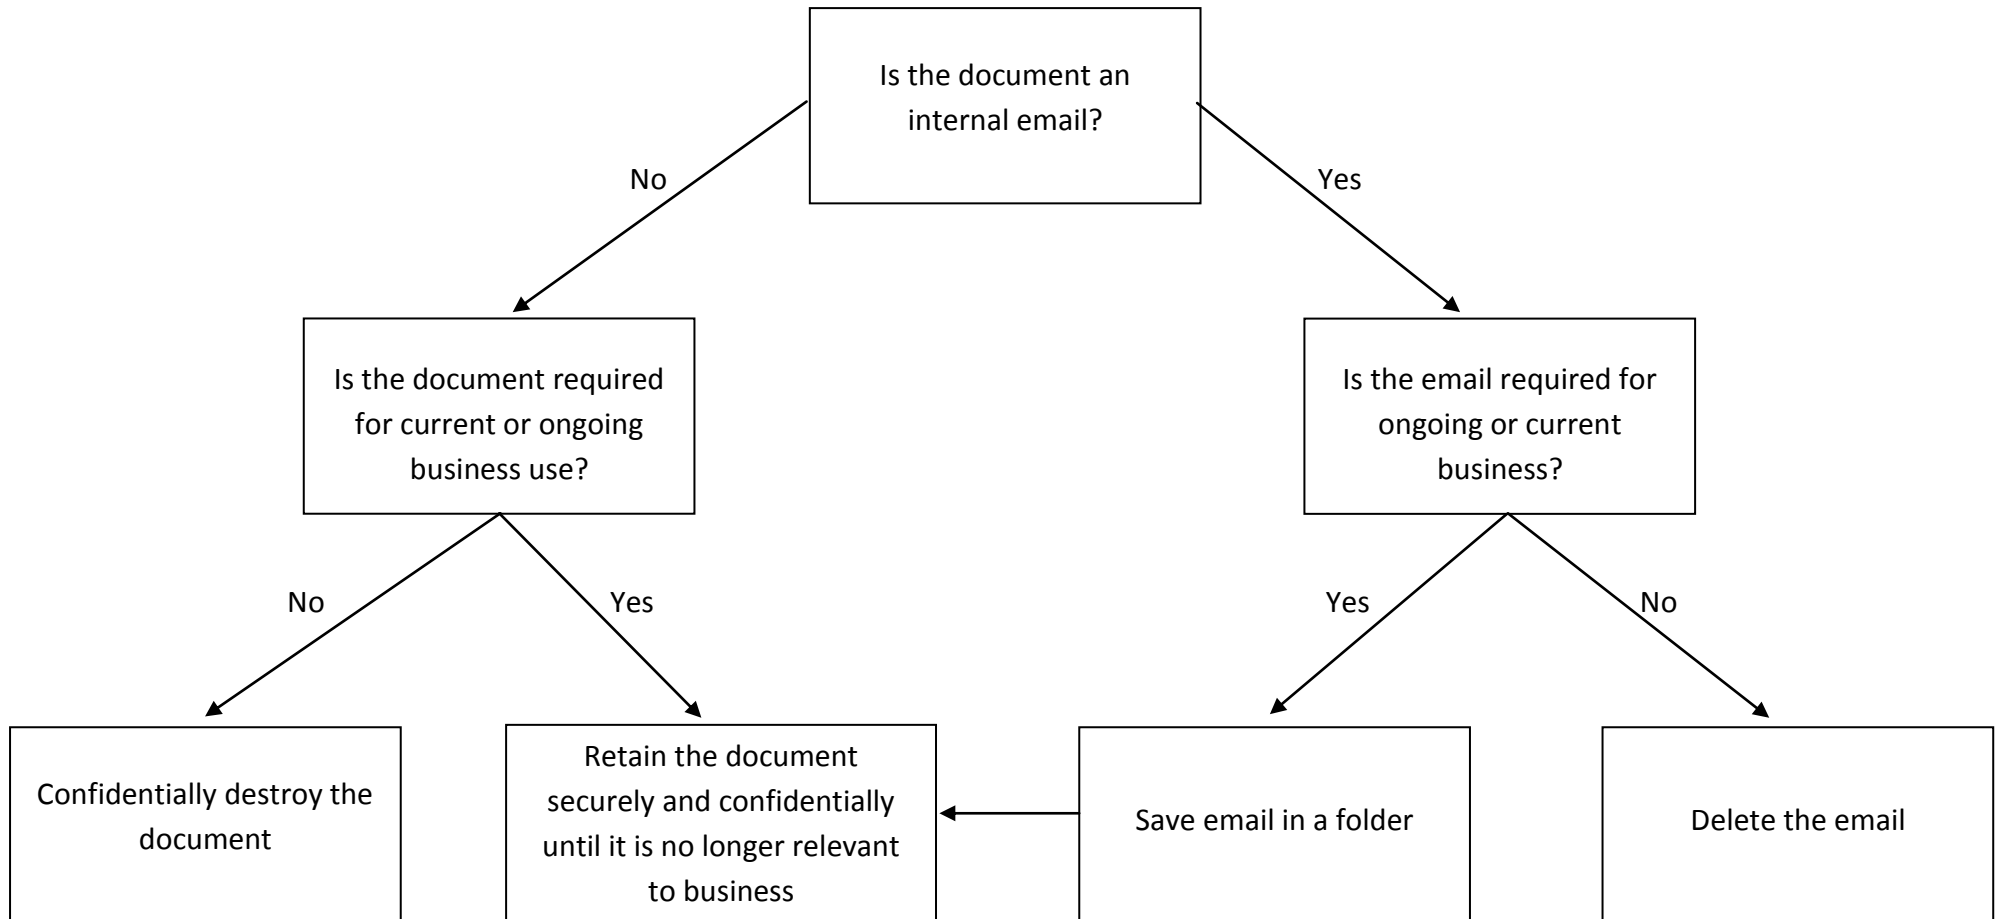 Is the document an
internal email?
No
Yes
Is the document required
for current or ongoing
business use?
Is the email required for
ongoing or current
business?
No
Yes
Yes
No
Confidentially destroy the
document
Retain the document
securely and confidentially
until it is no longer relevant
to business
Save email in a folder
Delete the email